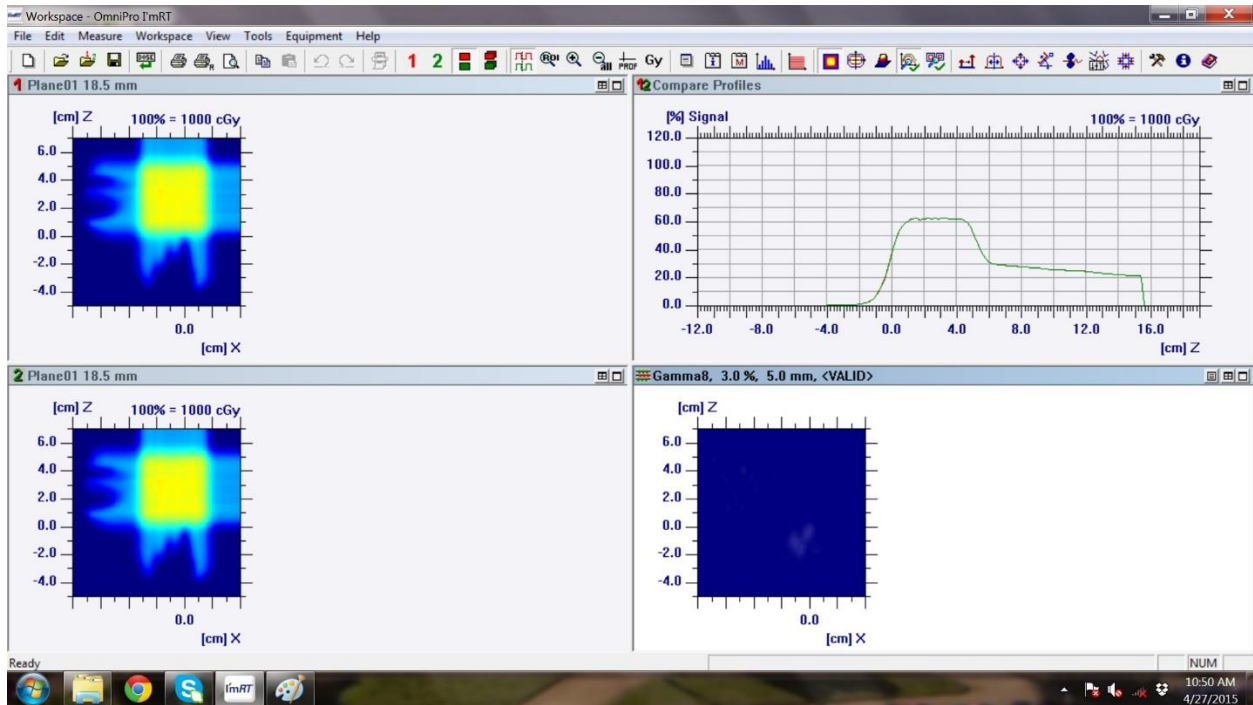 Workspace - OmniPro I'mRT
File Edit Measure Workspace View Tools Equipment Help
1 2 ROI all PROF Gy
1 Plane01 18.5 mm
[cm] Z 100% = 1000 cGy
6.0
4.0
2.0
0.0
-2.0
-4.0
0.0
[cm] X
12 Compare Profiles
[%] Signal 100% = 1000 cGy
120.0
100.0
80.0
60.0
40.0
20.0
0.0
-12.0 -8.0 -4.0 0.0 4.0 8.0 12.0 16.0
[cm] Z
2 Plane01 18.5 mm
[cm] Z 100% = 1000 cGy
6.0
4.0
2.0
0.0
-2.0
-4.0
0.0
[cm] X
Gamma8, 3.0 %, 5.0 mm, <VALID>
[cm] Z
6.0
4.0
2.0
0.0
-2.0
-4.0
0.0
[cm] X
Ready NUM
I'mRT 10:50 AM
4/27/2015